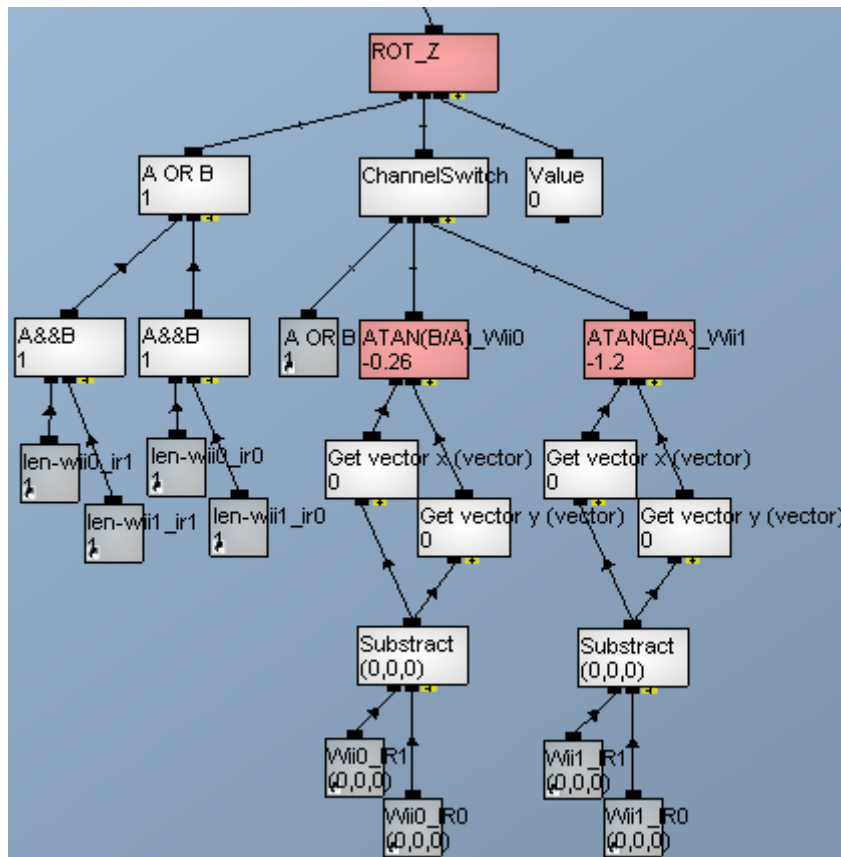 ROT_Z
A OR B
1
ChannelSwitch
Value
0
A&&B
1
A&&B
1
A OR B
1
ATAN(B/A)_Wii0
-0.26
ATAN(B/A)_Wii1
-1.2
len-wii0_ir1
1
len-wii0_ir0
1
len-wii1_ir1
1
len-wii1_ir0
1
Get vector x (vector)
0
Get vector y (vector)
0
Get vector x (vector)
0
Get vector y (vector)
0
Substract
(0,0,0)
Substract
(0,0,0)
Wii0_IR1
(0,0,0)
Wii0_IR0
(0,0,0)
Wii1_IR1
(0,0,0)
Wii1_IR0
(0,0,0)